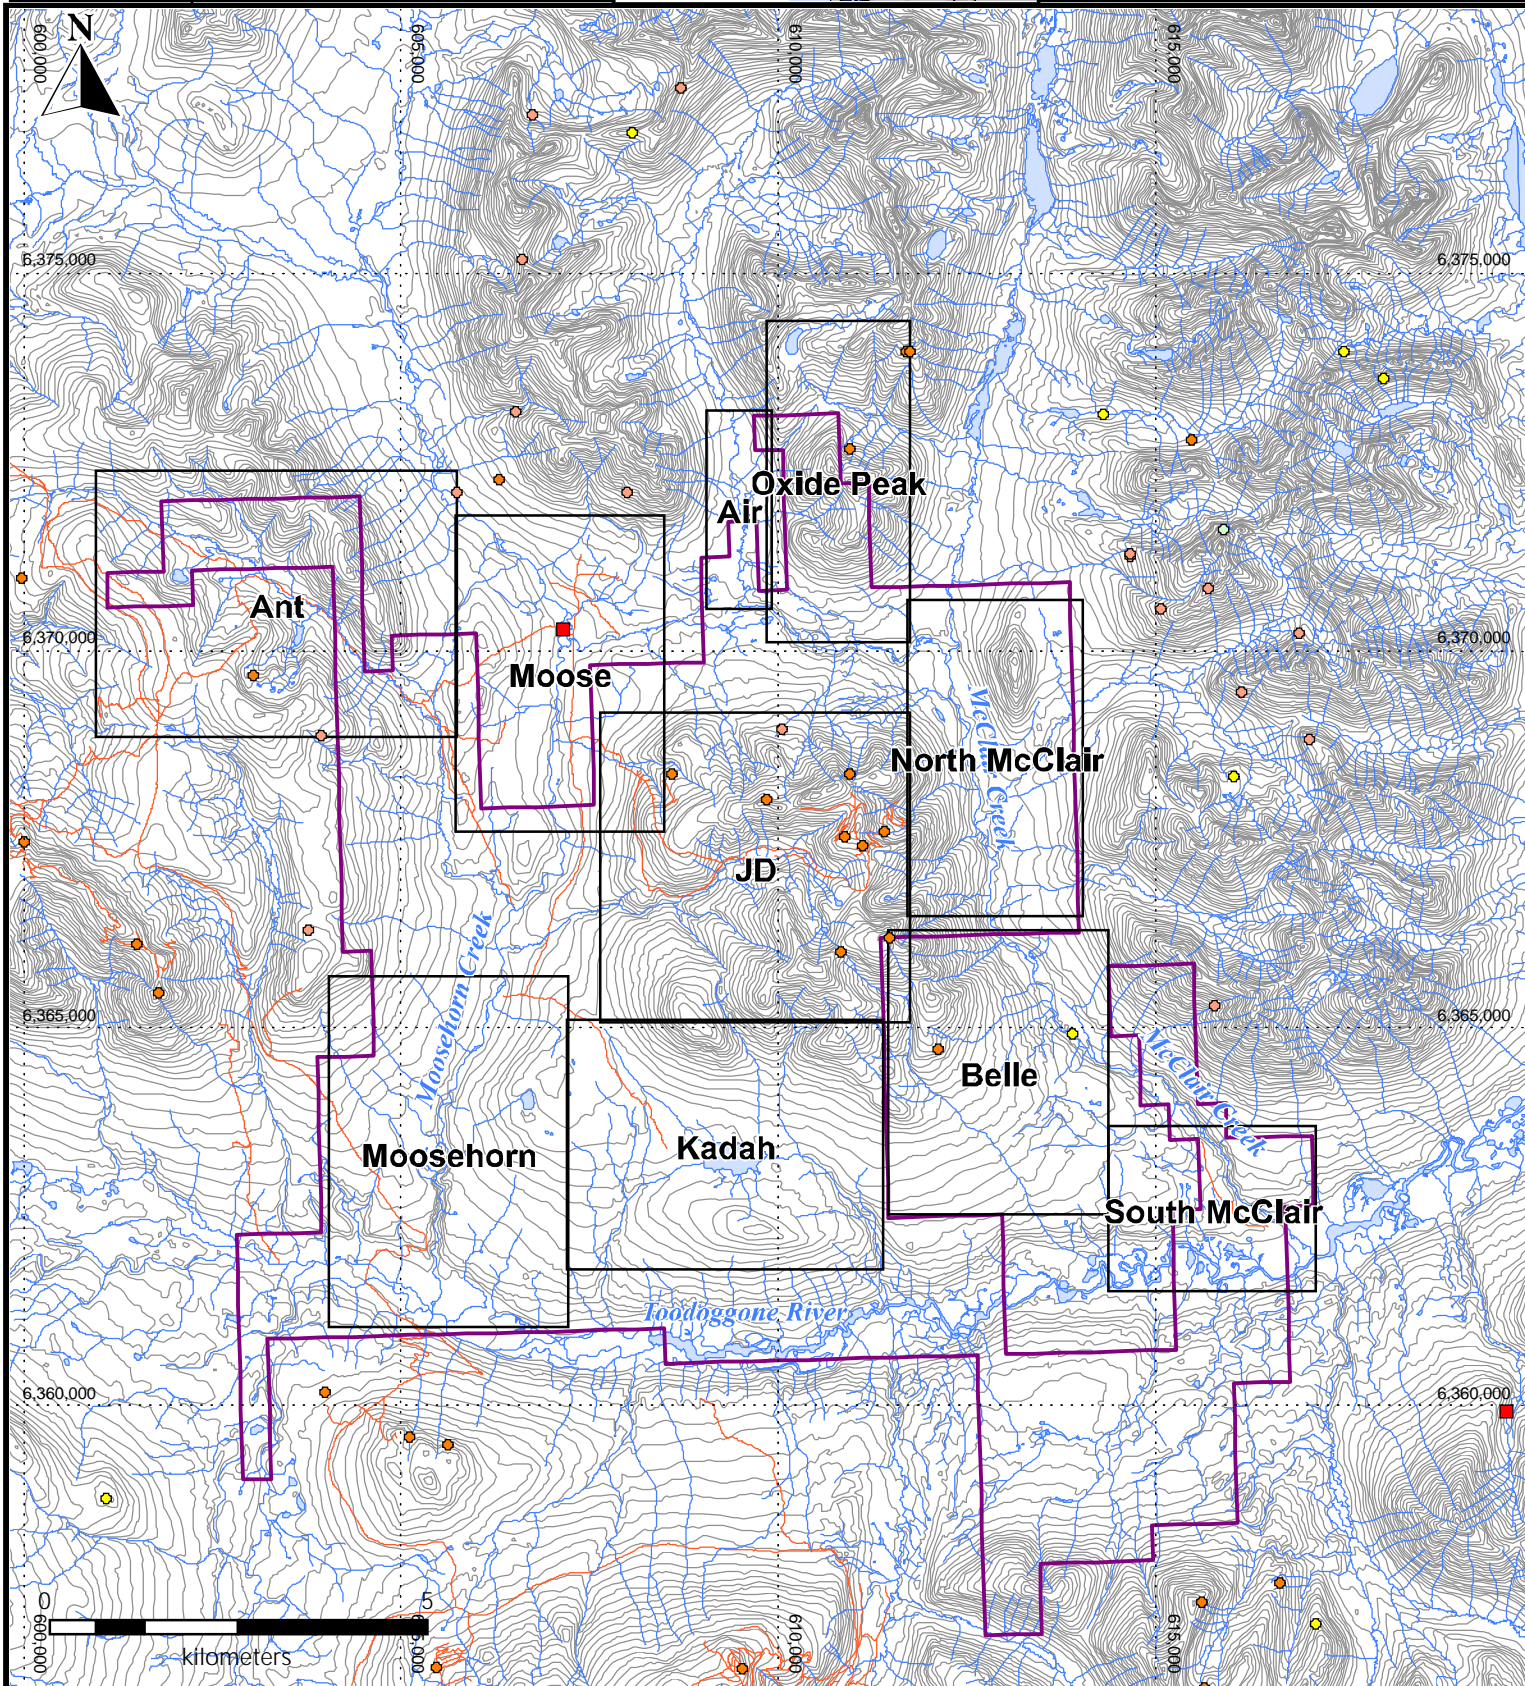 N
600,000
605,000
610,000
615,000
6,375,000
6,375,000
Oxide Peak
Air
Ant
6,370,000
6,370,000
Moose
McClair Creek
North McClair
JD
Moosehorn Creek
6,365,000
6,365,000
McClair Creek
Belle
Kadah
Moosehorn
South McClair
Toodoggone River
6,360,000
6,360,000
0
5
kilometers
600,000
605,000
610,000
615,000